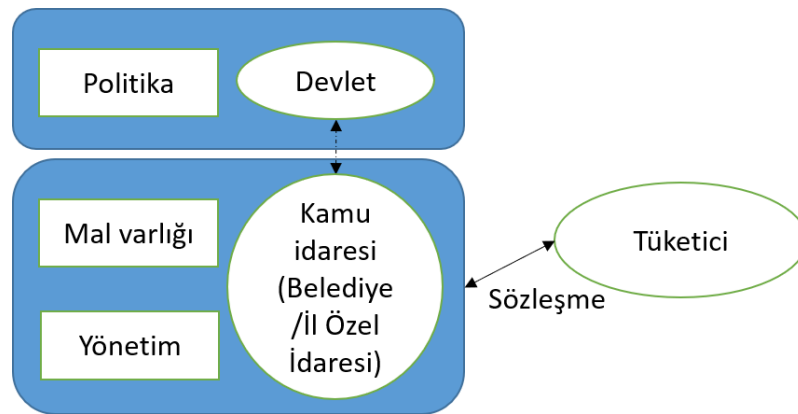 Politika
Devlet
Mal varlığı
Yönetim
Kamu
idaresi
(Belediye
/İl Özel
İdaresi)
Sözleşme
Tüketici